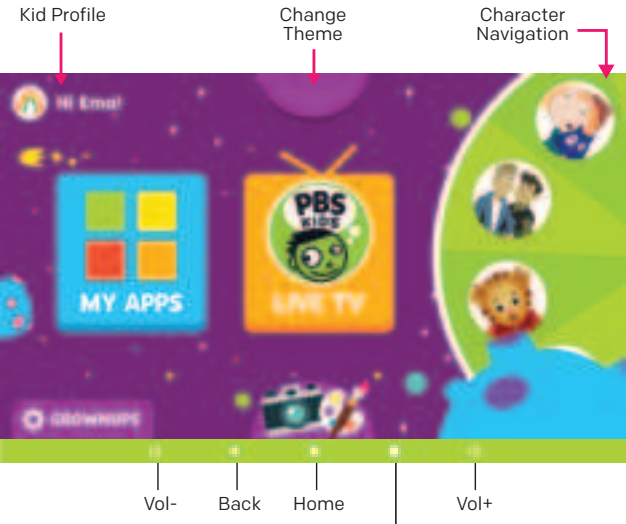 Kid Profile
Change
Theme
Character
Navigation
Hi Ema!
PBS
KIDS
MY APPS
LIVE TV
GROWNUPS
Vol-
Back
Home
Vol+